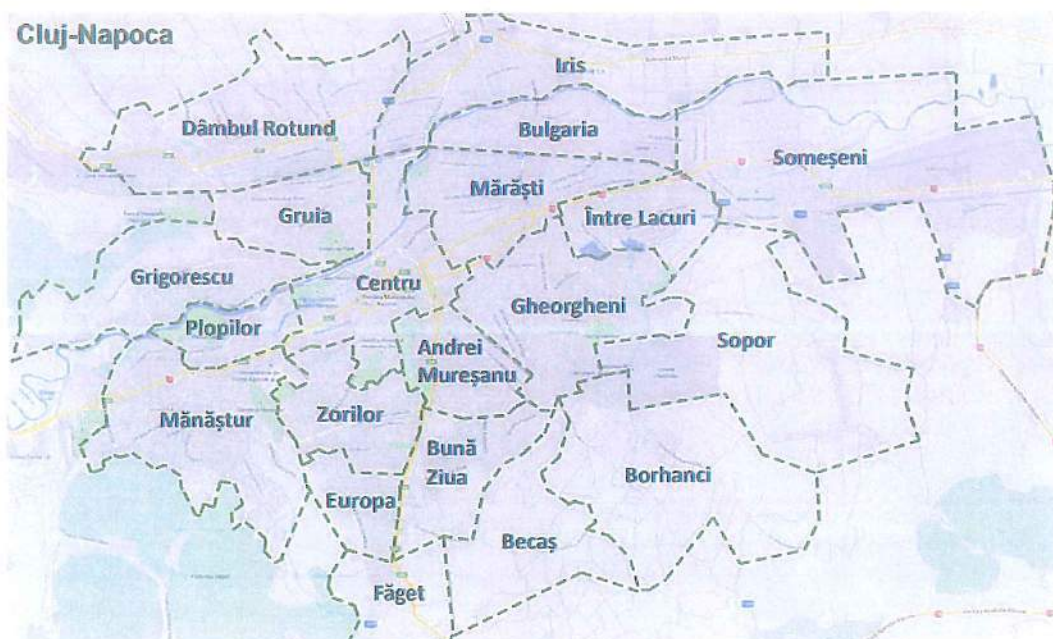 Cluj-Napoca
Iris
Dâmbul Rotund
Bulgaria
Someșeni
Mărăști
Gruia
Între Lacuri
Grigorescu
Centru
Gheorgheni
Plopilor
Sopor
Andrei
Mureșanu
Mănăștur
Zorilor
Bună
Ziua
Borhanci
Europa
Becaș
Făget